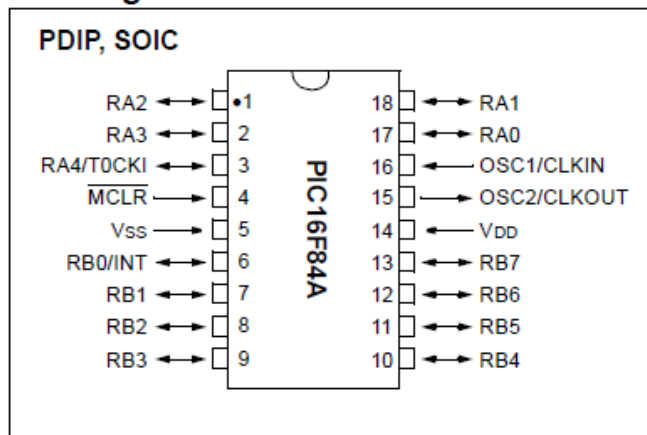 PDIP, SOIC
RA2 •1 18 RA1
RA3 2 17 RA0
RA4/T0CKI 3 16 OSC1/CLKIN
MCLR 4 15 OSC2/CLKOUT
VSS 5 14 VDD
RB0/INT 6 13 RB7
RB1 7 12 RB6
RB2 8 11 RB5
RB3 9 10 RB4
PIC16F84A